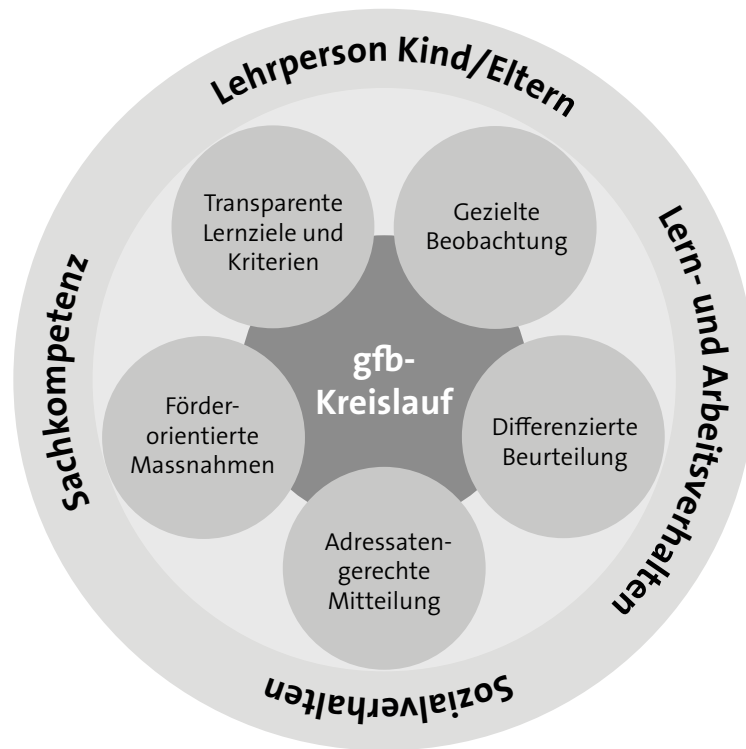 Lehrperson Kind/Eltern
Transparente
Lernziele und
Kriterien
Gezielte
Beobachtung
Lern- und Arbeitsverhalten
gfb-
Kreislauf
Sachkompetenz
Förder-
orientierte
Massnahmen
Differenzierte
Beurteilung
Adressaten-
gerechte
Mitteilung
Sozialverhalten